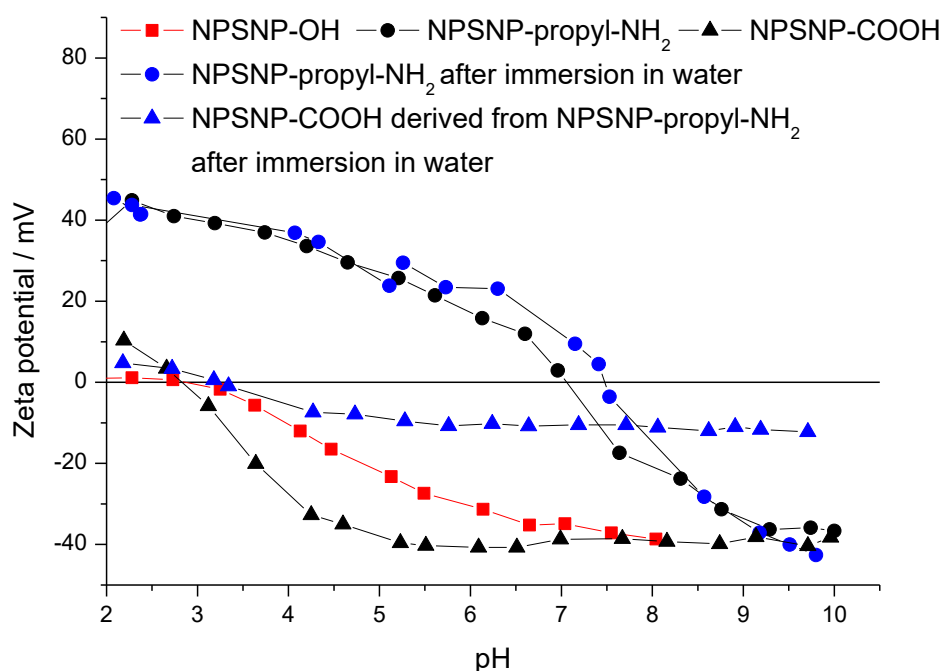 NPSNP-OH NPSNP-propyl-NH₂ NPSNP-COOH
NPSNP-propyl-NH₂ after immersion in water
NPSNP-COOH derived from NPSNP-propyl-NH₂
after immersion in water
80
60
40
20
0
-20
-40
Zeta potential / mV
2 3 4 5 6 7 8 9 10
pH